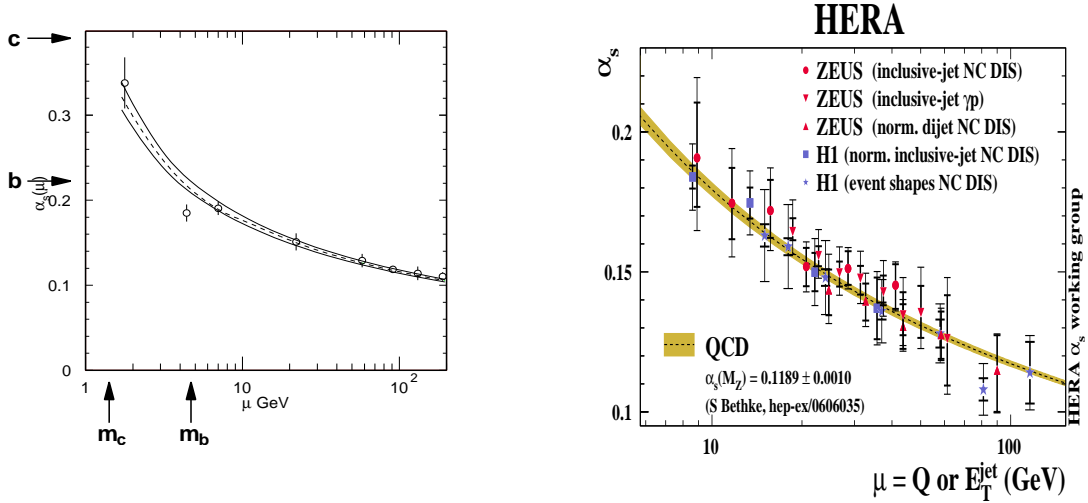 c
0.3
b
0.2
α_s(μ)
0.1
0
1
10
10²
μ GeV
m_c
m_b
HERA
α_s
ZEUS (inclusive-jet NC DIS)
ZEUS (inclusive-jet γp)
ZEUS (norm. dijet NC DIS)
H1 (norm. inclusive-jet NC DIS)
H1 (event shapes NC DIS)
0.2
0.15
0.1
QCD
α_s(M_Z) = 0.1189 ± 0.0010
(S Bethke, hep-ex/0606035)
10
100
μ = Q or E_T^jet (GeV)
HERA α_s working group